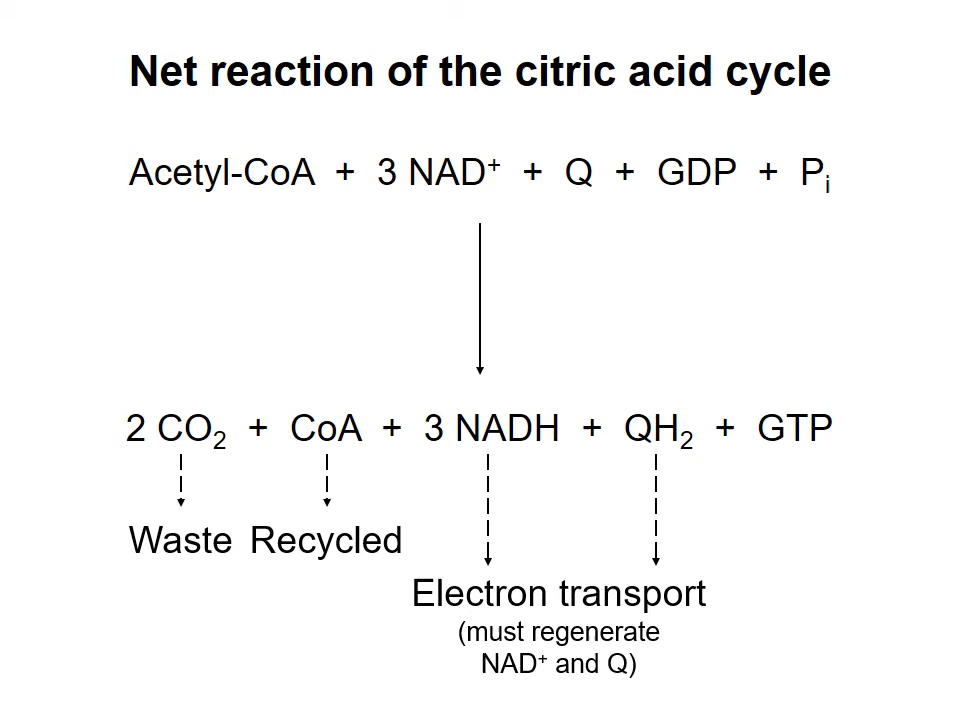 Net reaction of the citric acid cycle
Acetyl-CoA + 3 NAD⁺ + Q + GDP + Pᵢ
2 CO₂ + CoA + 3 NADH + QH₂ + GTP
Waste Recycled
Electron transport
(must regenerate
NAD⁺ and Q)